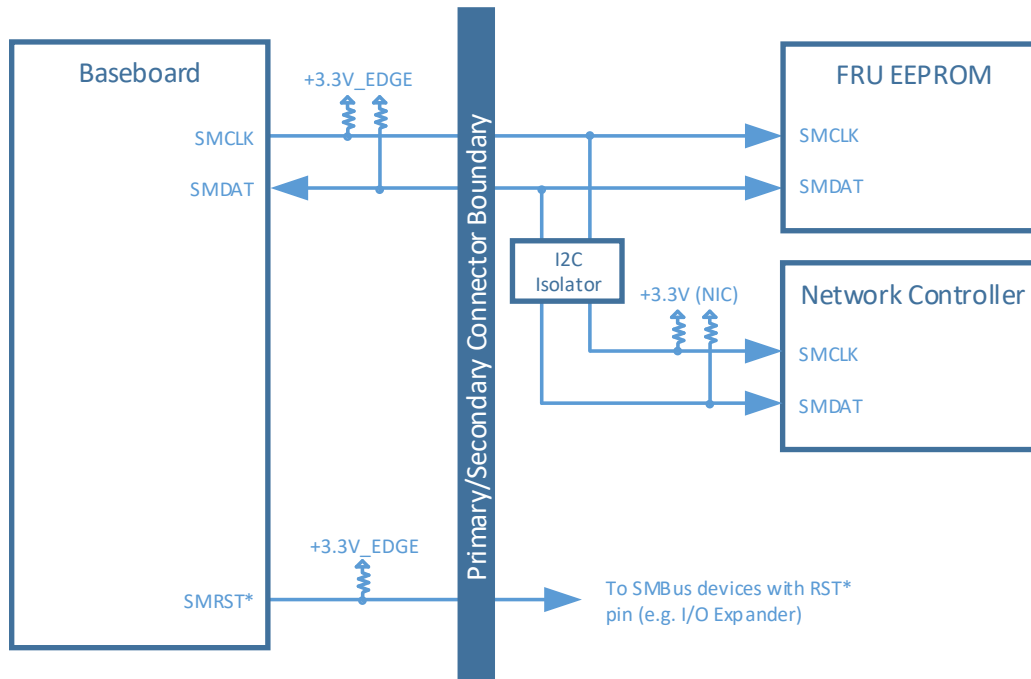 Baseboard
FRU EEPROM
+3.3V_EDGE
SMCLK
SMCLK
SMDAT
SMDAT
I2C
Isolator
+3.3V (NIC)
Network Controller
SMCLK
SMDAT
Primary/Secondary Connector Boundary
+3.3V_EDGE
SMRST*
To SMBus devices with RST*
pin (e.g. I/O Expander)